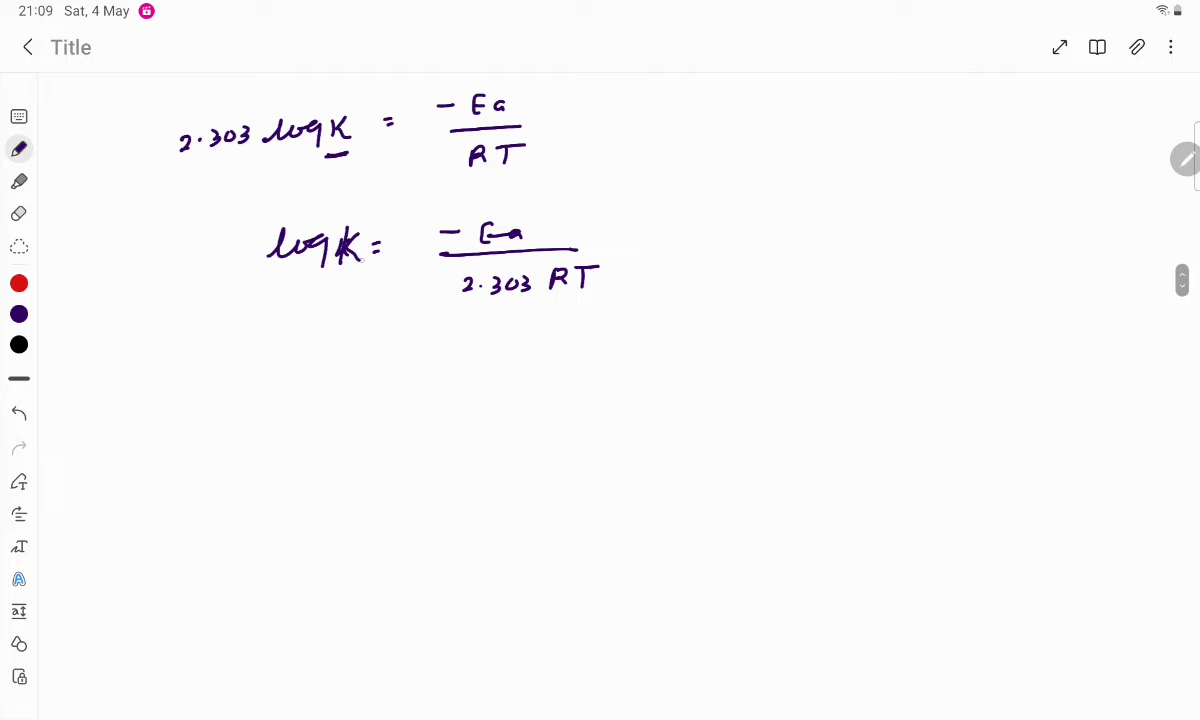 21:09 Sat, 4 May
Title
2.303 log K = - Ea / RT
log K = - Ea / 2.303 RT